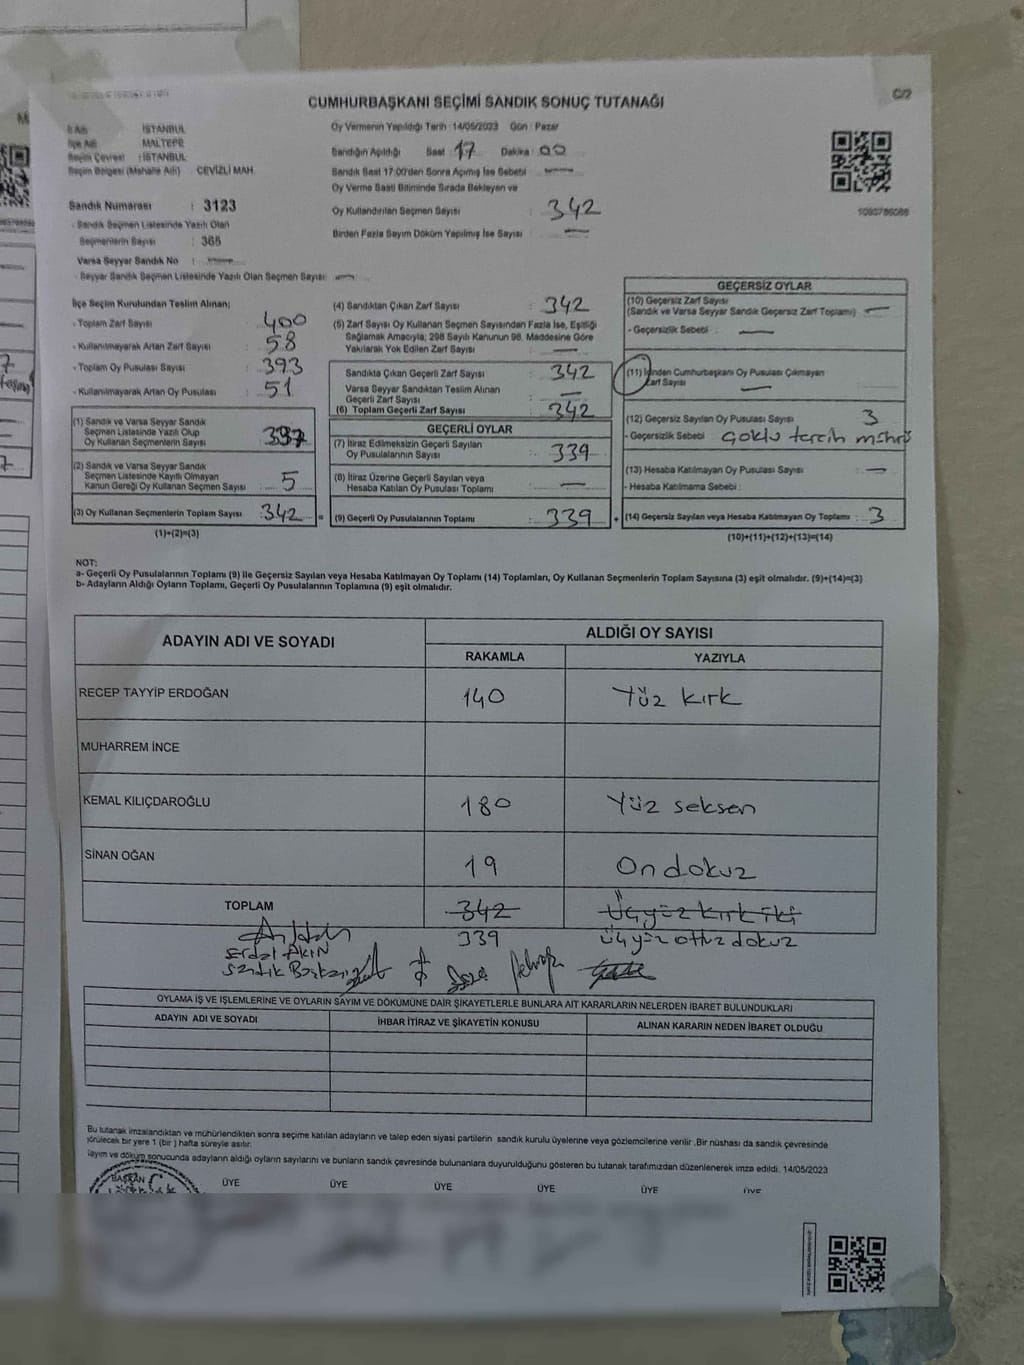 CUMHURBAŞKANI SEÇİMİ SANDIK SONUÇ TUTANAĞI
C/2
İl Adı : İSTANBUL
İlçe Adı : MALTEPE
Seçim Çevresi : İSTANBUL
Seçim Bölgesi (Mahalle Adı) : CEVİZLİ MAH.
Sandık Numarası : 3123
- Sandık Seçmen Listesinde Yazılı Olan
Seçmenlerin Sayısı : 365
Varsa Seyyar Sandık No :
- Seyyar Sandık Seçmen Listesinde Yazılı Olan Seçmen Sayısı:
Oy Vermenin Yapıldığı Tarih : 14/05/2023 Gün : Pazar
Sandığın Açıldığı Saat : 17 Dakika : 00
Sandık Saat 17:00'den Sonra Açılmış İse Sebebi
Oy Verme Saati Bitiminde Sırada Bekleyen ve
Oy Kullandırılan Seçmen Sayısı : 342
Birden Fazla Sayım Döküm Yapılmış İse Sayısı :
İlçe Seçim Kurulundan Teslim Alınan;
- Toplam Zarf Sayısı : 400
- Kullanılmayarak Artan Zarf Sayısı : 58
- Toplam Oy Pusulası Sayısı : 393
- Kullanılmayarak Artan Oy Pusulası : 51
(1) Sandık ve Varsa Seyyar Sandık
Seçmen Listesinde Yazılı Olup
Oy Kullanan Seçmenlerin Sayısı : 337
(2) Sandık ve Varsa Seyyar Sandık
Seçmen Listesinde Kayıtlı Olmayan
Kanun Gereği Oy Kullanan Seçmen Sayısı : 5
(3) Oy Kullanan Seçmenlerin Toplam Sayısı : 342
(1)+(2)=(3)
(4) Sandıktan Çıkan Zarf Sayısı : 342
(5) Zarf Sayısı Oy Kullanan Seçmen Sayısından Fazla İse, Eşitliği
Sağlamak Amacıyla; 298 Sayılı Kanunun 98. Maddesine Göre
Yakılarak Yok Edilen Zarf Sayısı :
Sandıkta Çıkan Geçerli Zarf Sayısı : 342
Varsa Seyyar Sandıktan Teslim Alınan
Geçerli Zarf Sayısı :
(6) Toplam Geçerli Zarf Sayısı : 342
GEÇERLİ OYLAR
(7) İtiraz Edilmeksizin Geçerli Sayılan
Oy Pusulalarının Sayısı : 339
(8) İtiraz Üzerine Geçerli Sayılan veya
Hesaba Katılan Oy Pusulası Toplamı :
(9) Geçerli Oy Pusulalarının Toplamı : 339
=
+
GEÇERSİZ OYLAR
(10) Geçersiz Zarf Sayısı
(Sandık ve Varsa Seyyar Sandık Geçersiz Zarf Toplamı) :
- Geçersizlik Sebebi :
(11) İçinden Cumhurbaşkanı Oy Pusulası Çıkmayan
Zarf Sayısı :
(12) Geçersiz Sayılan Oy Pusulası Sayısı : 3
- Geçersizlik Sebebi : Çoklu tercih mührü
(13) Hesaba Katılmayan Oy Pusulası Sayısı :
- Hesaba Katılmama Sebebi :
(14) Geçersiz Sayılan veya Hesaba Katılmayan Oy Toplamı : 3
(10)+(11)+(12)+(13)=(14)
NOT:
a- Geçerli Oy Pusulalarının Toplamı (9) ile Geçersiz Sayılan veya Hesaba Katılmayan Oy Toplamı (14) Toplamları, Oy Kullanan Seçmenlerin Toplam Sayısına (3) eşit olmalıdır. (9)+(14)=(3)
b- Adayların Aldığı Oyların Toplamı, Geçerli Oy Pusulalarının Toplamına (9) eşit olmalıdır.
ADAYIN ADI VE SOYADI
ALDIĞI OY SAYISI
RAKAMLA YAZIYLA
RECEP TAYYİP ERDOĞAN 140 Yüz kırk
MUHARREM İNCE
KEMAL KILIÇDAROĞLU 180 Yüz seksen
SİNAN OĞAN 19 On dokuz
TOPLAM 342 Üçyüz kırk iki
339 üçyüz otuz dokuz
Serdal AKIN
Sandık Başkanı
OYLAMA İŞ VE İŞLEMLERİNE VE OYLARIN SAYIM VE DÖKÜMÜNE DAİR ŞİKAYETLERLE BUNLARA AİT KARARLARIN NELERDEN İBARET BULUNDUKLARI
ADAYIN ADI VE SOYADI İHBAR İTİRAZ VE ŞİKAYETİN KONUSU ALINAN KARARIN NEDEN İBARET OLDUĞU
Bu tutanak imzalandıktan ve mühürlendikten sonra seçime katılan adayların ve talep eden siyasi partilerin sandık kurulu üyelerine veya gözlemcilerine verilir .Bir nüshası da sandık çevresinde
görülecek bir yere 1 (bir ) hafta süreyle asılır.
Sayım ve döküm sonucunda adayların aldığı oyların sayılarını ve bunların sandık çevresinde bulunanlara duyurulduğunu gösteren bu tutanak tarafımızdan düzenlenerek imza edildi. 14/05/2023
BAŞKAN ÜYE ÜYE ÜYE ÜYE ÜYE ÜYE